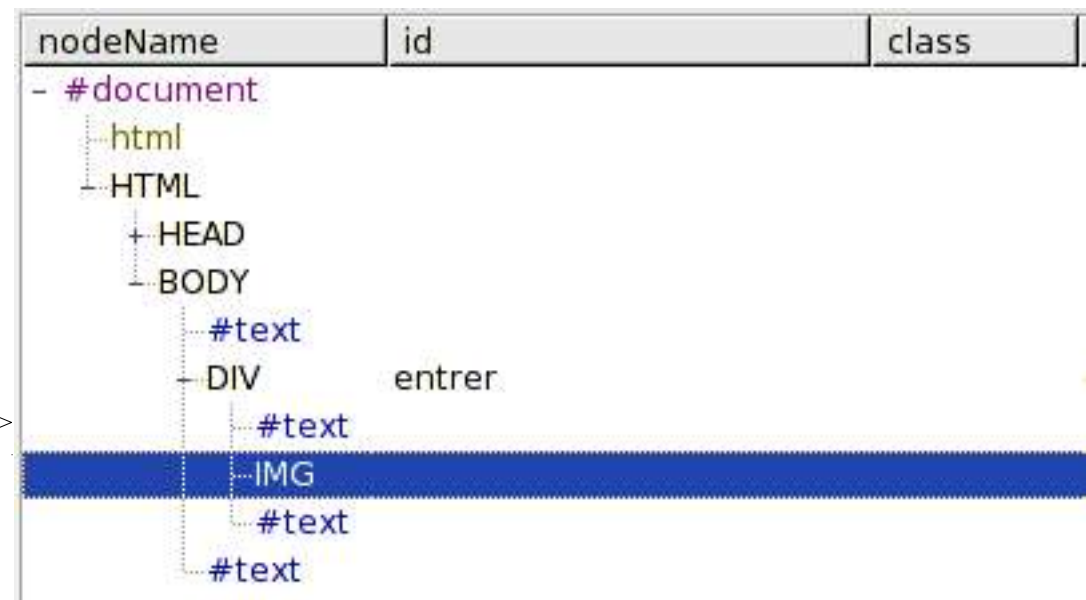 nodeName id class
- #document
html
HTML
+ HEAD
BODY
#text
DIV entrer
>
#text
IMG
#text
#text